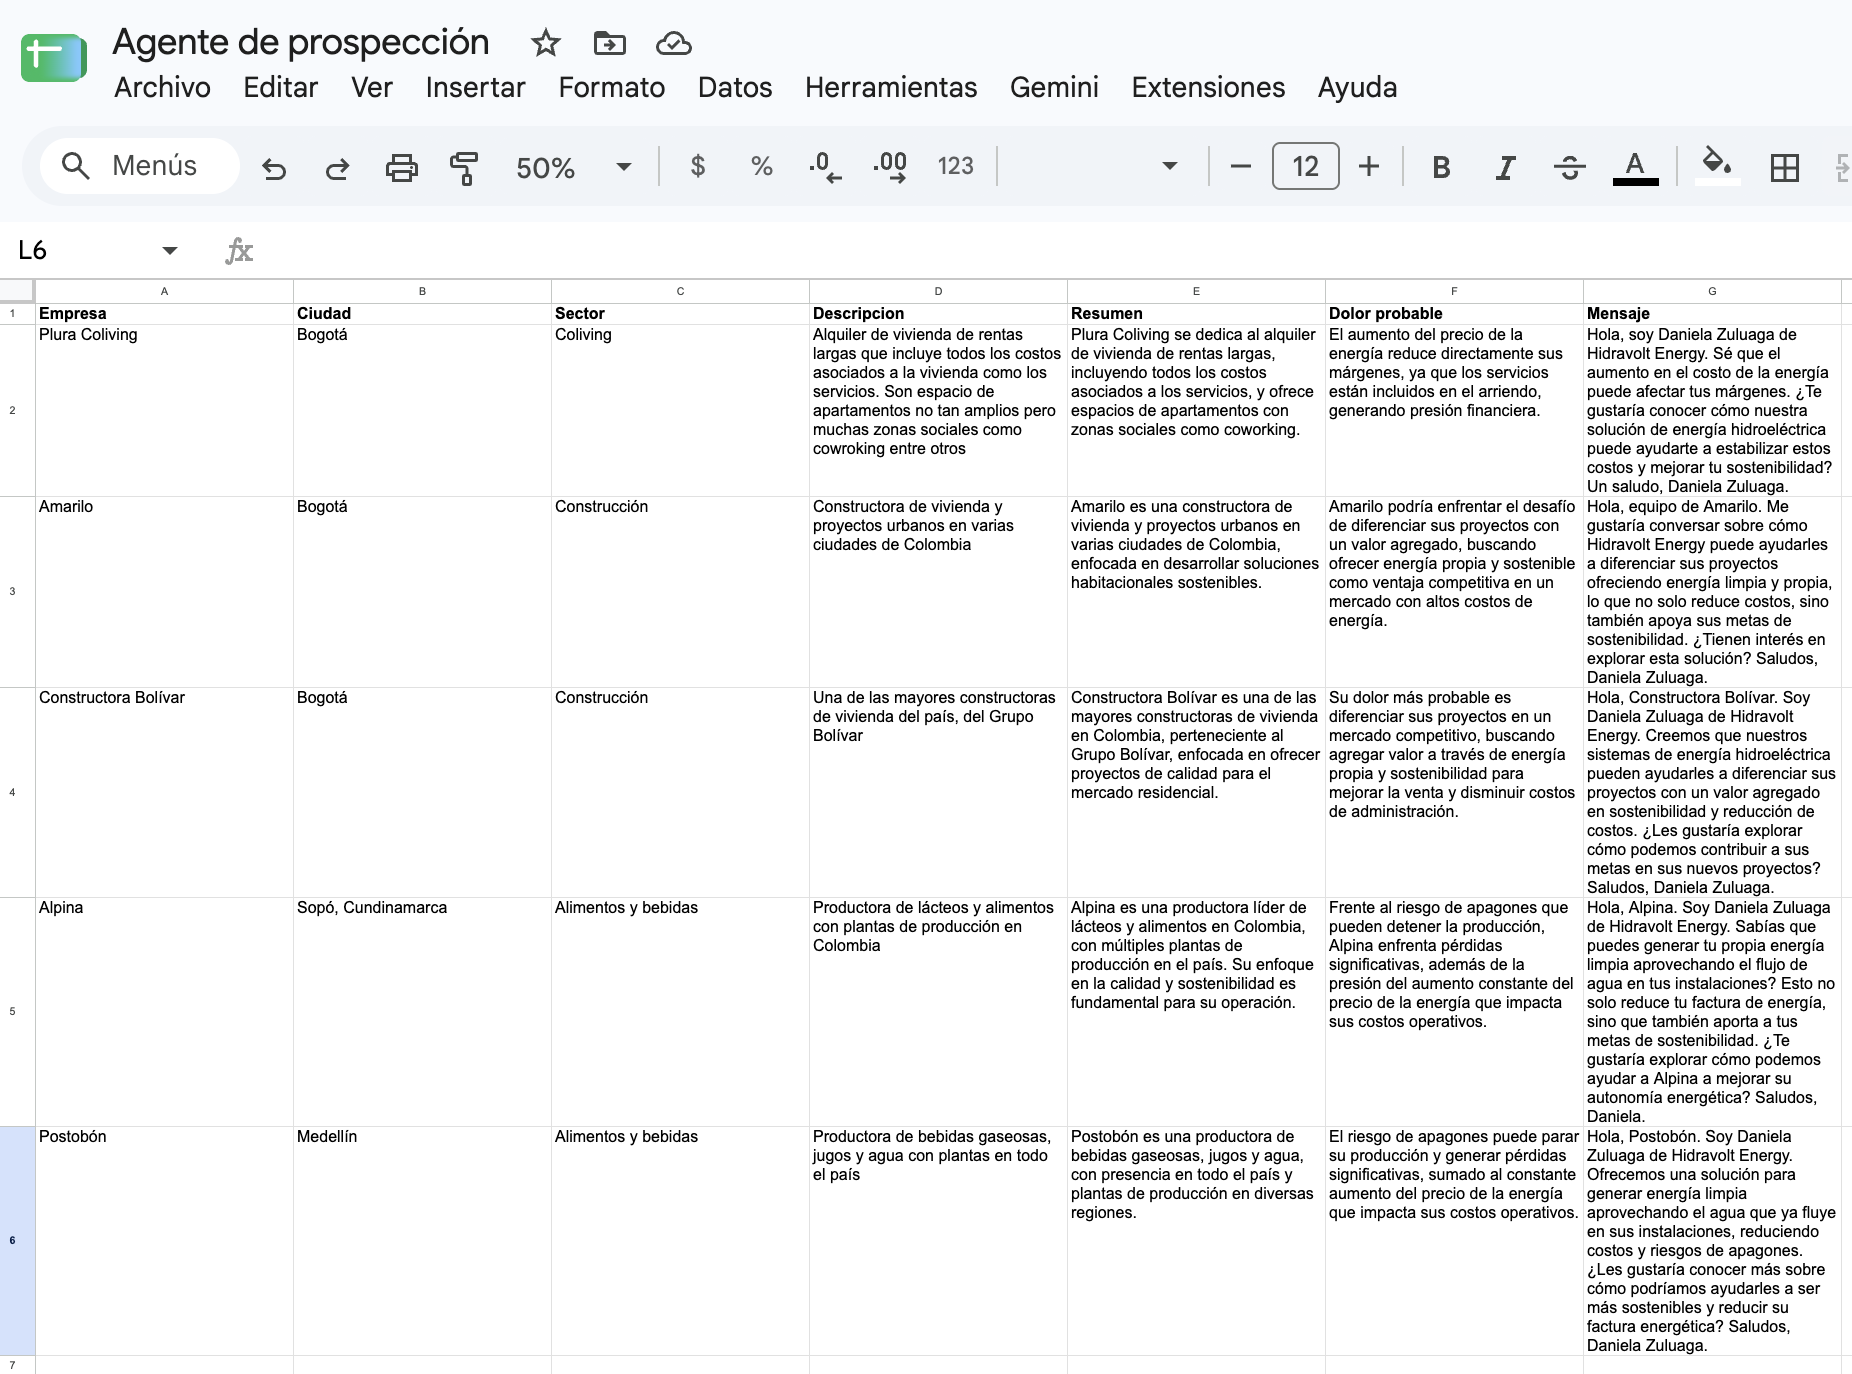 Agente de prospección
Archivo Editar Ver Insertar Formato Datos Herramientas Gemini Extensiones Ayuda
Menús 50% $ % .0 .00 123 12 B I S A
L6 fx
A B C D E F G
1 Empresa Ciudad Sector Descripcion Resumen Dolor probable Mensaje
2
Plura Coliving
Bogotá
Coliving
Alquiler de vivienda de rentas
largas que incluye todos los costos
asociados a la vivienda como los
servicios. Son espacio de
apartamentos no tan amplios pero
muchas zonas sociales como
cowroking entre otros
Plura Coliving se dedica al alquiler
de vivienda de rentas largas,
incluyendo todos los costos
asociados a los servicios, y ofrece
espacios de apartamentos con
zonas sociales como coworking.
El aumento del precio de la
energía reduce directamente sus
márgenes, ya que los servicios
están incluidos en el arriendo,
generando presión financiera.
Hola, soy Daniela Zuluaga de
Hidravolt Energy. Sé que el
aumento en el costo de la energía
puede afectar tus márgenes. ¿Te
gustaría conocer cómo nuestra
solución de energía hidroeléctrica
puede ayudarte a estabilizar estos
costos y mejorar tu sostenibilidad?
Un saludo, Daniela Zuluaga.
3
Amarilo
Bogotá
Construcción
Constructora de vivienda y
proyectos urbanos en varias
ciudades de Colombia
Amarilo es una constructora de
vivienda y proyectos urbanos en
varias ciudades de Colombia,
enfocada en desarrollar soluciones
habitacionales sostenibles.
Amarilo podría enfrentar el desafío
de diferenciar sus proyectos con
un valor agregado, buscando
ofrecer energía propia y sostenible
como ventaja competitiva en un
mercado con altos costos de
energía.
Hola, equipo de Amarilo. Me
gustaría conversar sobre cómo
Hidravolt Energy puede ayudarles
a diferenciar sus proyectos
ofreciendo energía limpia y propia,
lo que no solo reduce costos, sino
también apoya sus metas de
sostenibilidad. ¿Tienen interés en
explorar esta solución? Saludos,
Daniela Zuluaga.
4
Constructora Bolívar
Bogotá
Construcción
Una de las mayores constructoras
de vivienda del país, del Grupo
Bolívar
Constructora Bolívar es una de las
mayores constructoras de vivienda
en Colombia, perteneciente al
Grupo Bolívar, enfocada en ofrecer
proyectos de calidad para el
mercado residencial.
Su dolor más probable es
diferenciar sus proyectos en un
mercado competitivo, buscando
agregar valor a través de energía
propia y sostenibilidad para
mejorar la venta y disminuir costos
de administración.
Hola, Constructora Bolívar. Soy
Daniela Zuluaga de Hidravolt
Energy. Creemos que nuestros
sistemas de energía hidroeléctrica
pueden ayudarles a diferenciar sus
proyectos con un valor agregado
en sostenibilidad y reducción de
costos. ¿Les gustaría explorar
cómo podemos contribuir a sus
metas en sus nuevos proyectos?
Saludos, Daniela Zuluaga.
5
Alpina
Sopó, Cundinamarca
Alimentos y bebidas
Productora de lácteos y alimentos
con plantas de producción en
Colombia
Alpina es una productora líder de
lácteos y alimentos en Colombia,
con múltiples plantas de
producción en el país. Su enfoque
en la calidad y sostenibilidad es
fundamental para su operación.
Frente al riesgo de apagones que
pueden detener la producción,
Alpina enfrenta pérdidas
significativas, además de la
presión del aumento constante del
precio de la energía que impacta
sus costos operativos.
Hola, Alpina. Soy Daniela Zuluaga
de Hidravolt Energy. Sabías que
puedes generar tu propia energía
limpia aprovechando el flujo de
agua en tus instalaciones? Esto no
solo reduce tu factura de energía,
sino que también aporta a tus
metas de sostenibilidad. ¿Te
gustaría explorar cómo podemos
ayudar a Alpina a mejorar su
autonomía energética? Saludos,
Daniela.
6
Postobón
Medellín
Alimentos y bebidas
Productora de bebidas gaseosas,
jugos y agua con plantas en todo
el país
Postobón es una productora de
bebidas gaseosas, jugos y agua,
con presencia en todo el país y
plantas de producción en diversas
regiones.
El riesgo de apagones puede parar
su producción y generar pérdidas
significativas, sumado al constante
aumento del precio de la energía
que impacta sus costos operativos.
Hola, Postobón. Soy Daniela
Zuluaga de Hidravolt Energy.
Ofrecemos una solución para
generar energía limpia
aprovechando el agua que ya fluye
en sus instalaciones, reduciendo
costos y riesgos de apagones.
¿Les gustaría conocer más sobre
cómo podríamos ayudarles a ser
más sostenibles y reducir su
factura energética? Saludos,
Daniela Zuluaga.
7